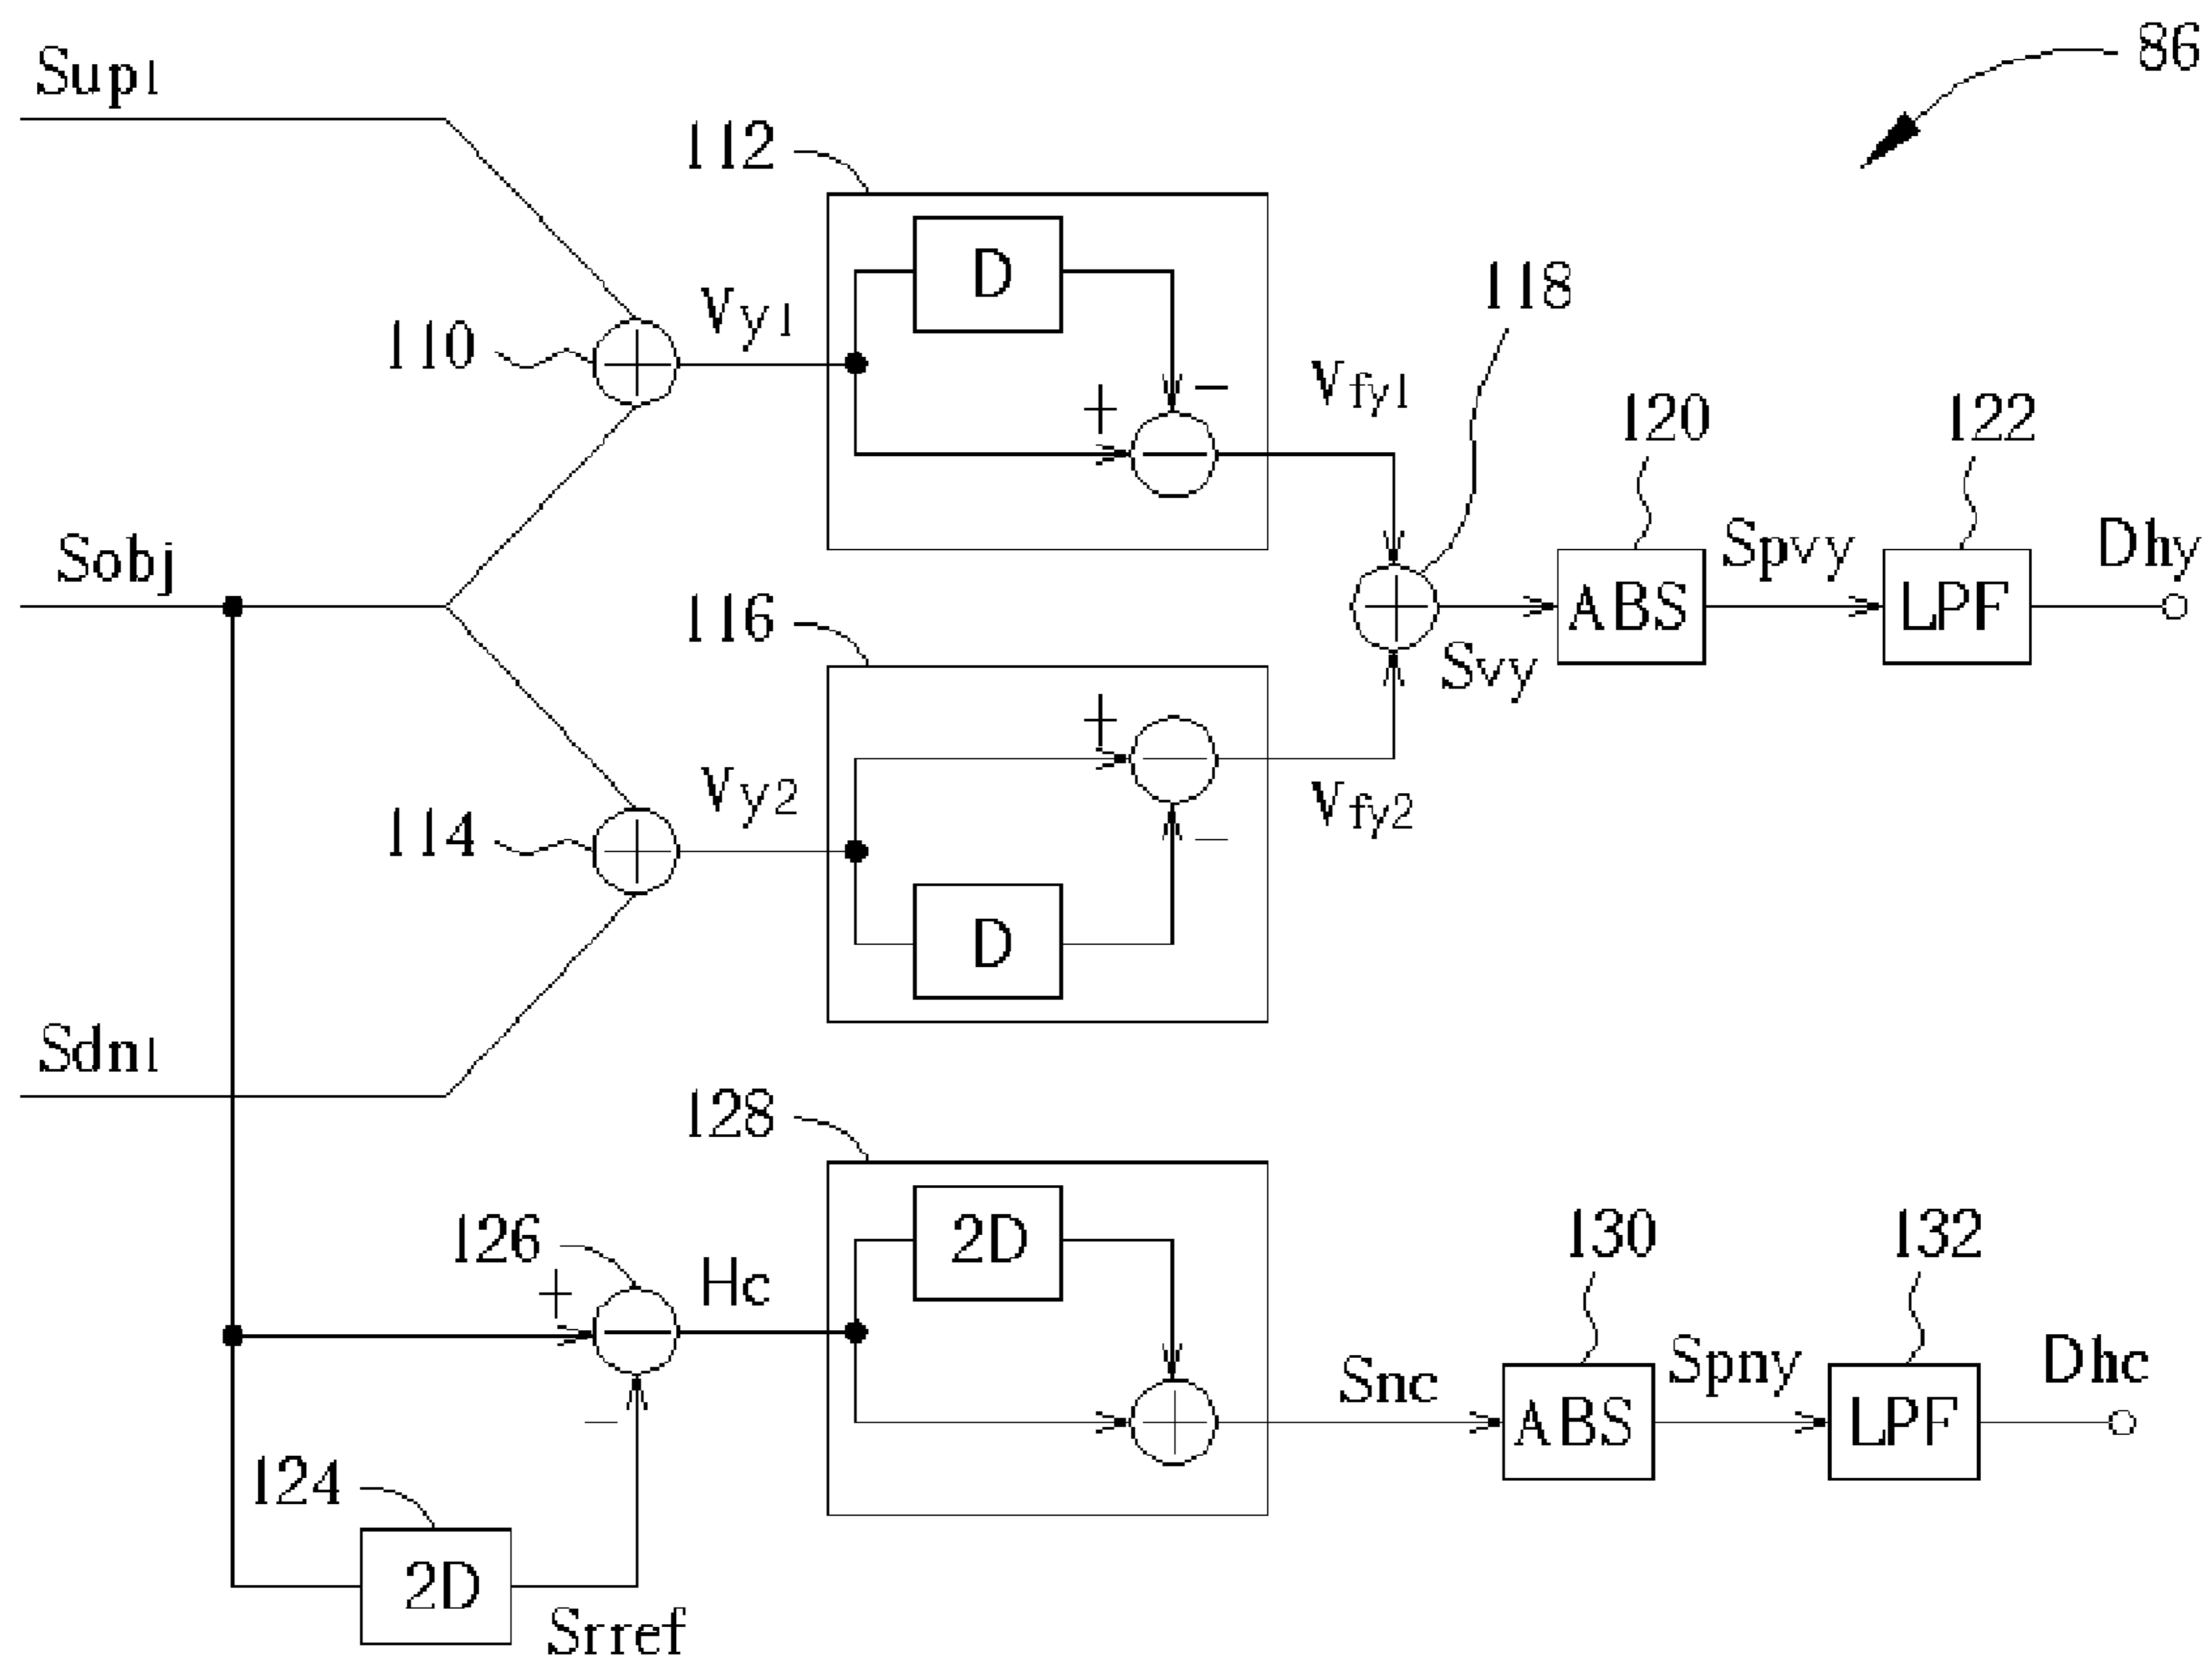 86
Sup1
112
D
110
Vy1
+
−
Vfy1
118
120
122
Sobj
116
ABS
Spvy
LPF
Dhy
Svy
+
114
Vy2
−
Vfy2
D
Sdn1
128
126
+
Hc
2D
130
132
−
Snc
ABS
Spny
LPF
Dhc
124
2D
Srref